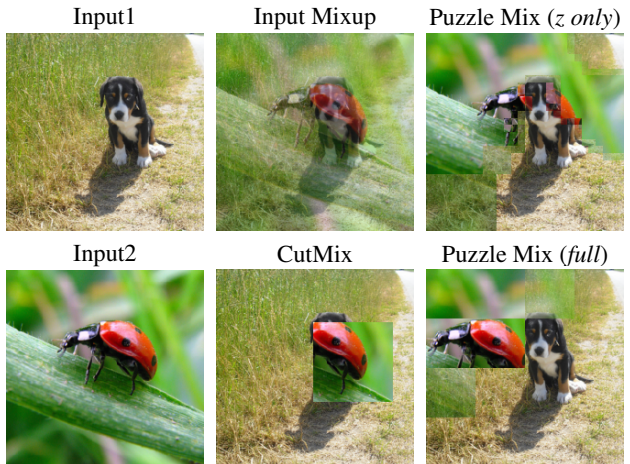 Input1
Input Mixup
Puzzle Mix (z only)
Input2
CutMix
Puzzle Mix (full)